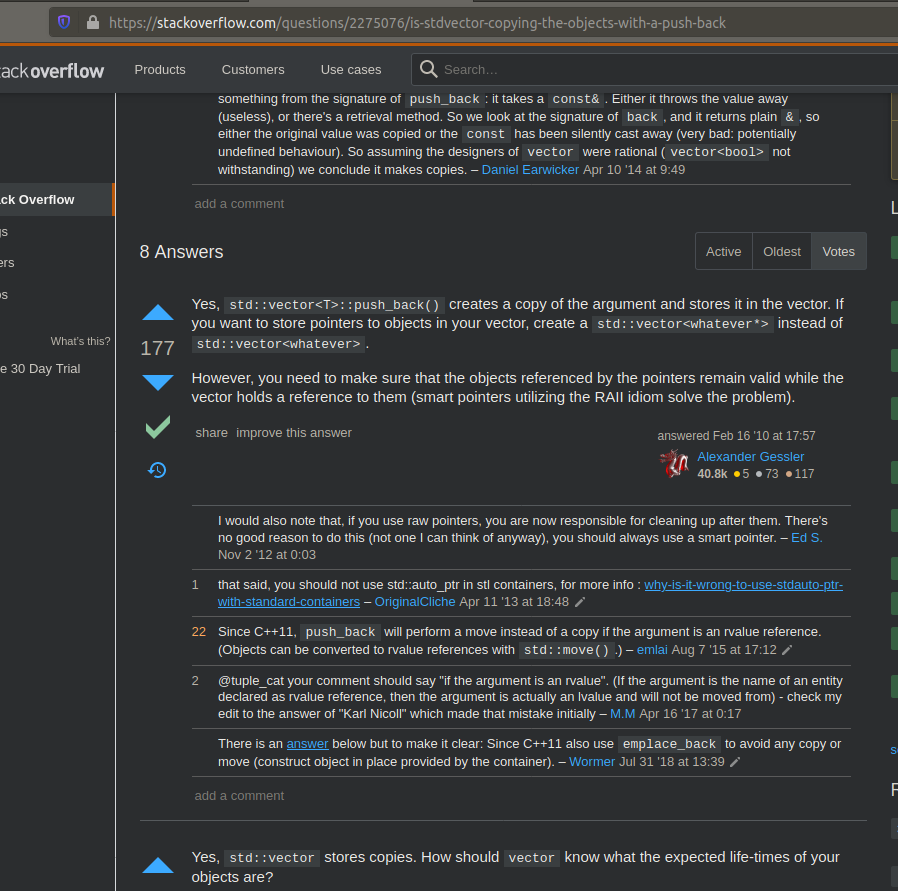 https://stackoverflow.com/questions/2275076/is-stdvector-copying-the-objects-with-a-push-back
ackoverflow
Products
Customers
Use cases
Search…
something from the signature of push_back: it takes a const&. Either it throws the value away
(useless), or there's a retrieval method. So we look at the signature of back, and it returns plain &, so
either the original value was copied or the const has been silently cast away (very bad: potentially
undefined behaviour). So assuming the designers of vector were rational (vector<bool> not
withstanding) we conclude it makes copies. – Daniel Earwicker Apr 10 '14 at 9:49
add a comment
ck Overflow
gs
ers
os
What's this?
e 30 Day Trial
8 Answers
Active
Oldest
Votes
177
Yes, std::vector<T>::push_back() creates a copy of the argument and stores it in the vector. If
you want to store pointers to objects in your vector, create a std::vector<whatever*> instead of
std::vector<whatever>.
However, you need to make sure that the objects referenced by the pointers remain valid while the
vector holds a reference to them (smart pointers utilizing the RAII idiom solve the problem).
share improve this answer
answered Feb 16 '10 at 17:57
Alexander Gessler
40.8k ●5 ●73 ●117
I would also note that, if you use raw pointers, you are now responsible for cleaning up after them. There's
no good reason to do this (not one I can think of anyway), you should always use a smart pointer. – Ed S.
Nov 2 '12 at 0:03
1 that said, you should not use std::auto_ptr in stl containers, for more info : why-is-it-wrong-to-use-stdauto-ptr-
with-standard-containers – OriginalCliche Apr 11 '13 at 18:48
22 Since C++11, push_back will perform a move instead of a copy if the argument is an rvalue reference.
(Objects can be converted to rvalue references with std::move().) – emlai Aug 7 '15 at 17:12
2 @tuple_cat your comment should say "if the argument is an rvalue". (If the argument is the name of an entity
declared as rvalue reference, then the argument is actually an lvalue and will not be moved from) - check my
edit to the answer of "Karl Nicoll" which made that mistake initially – M.M Apr 16 '17 at 0:17
There is an answer below but to make it clear: Since C++11 also use emplace_back to avoid any copy or
move (construct object in place provided by the container). – Wormer Jul 31 '18 at 13:39
add a comment
Yes, std::vector stores copies. How should vector know what the expected life-times of your
objects are?